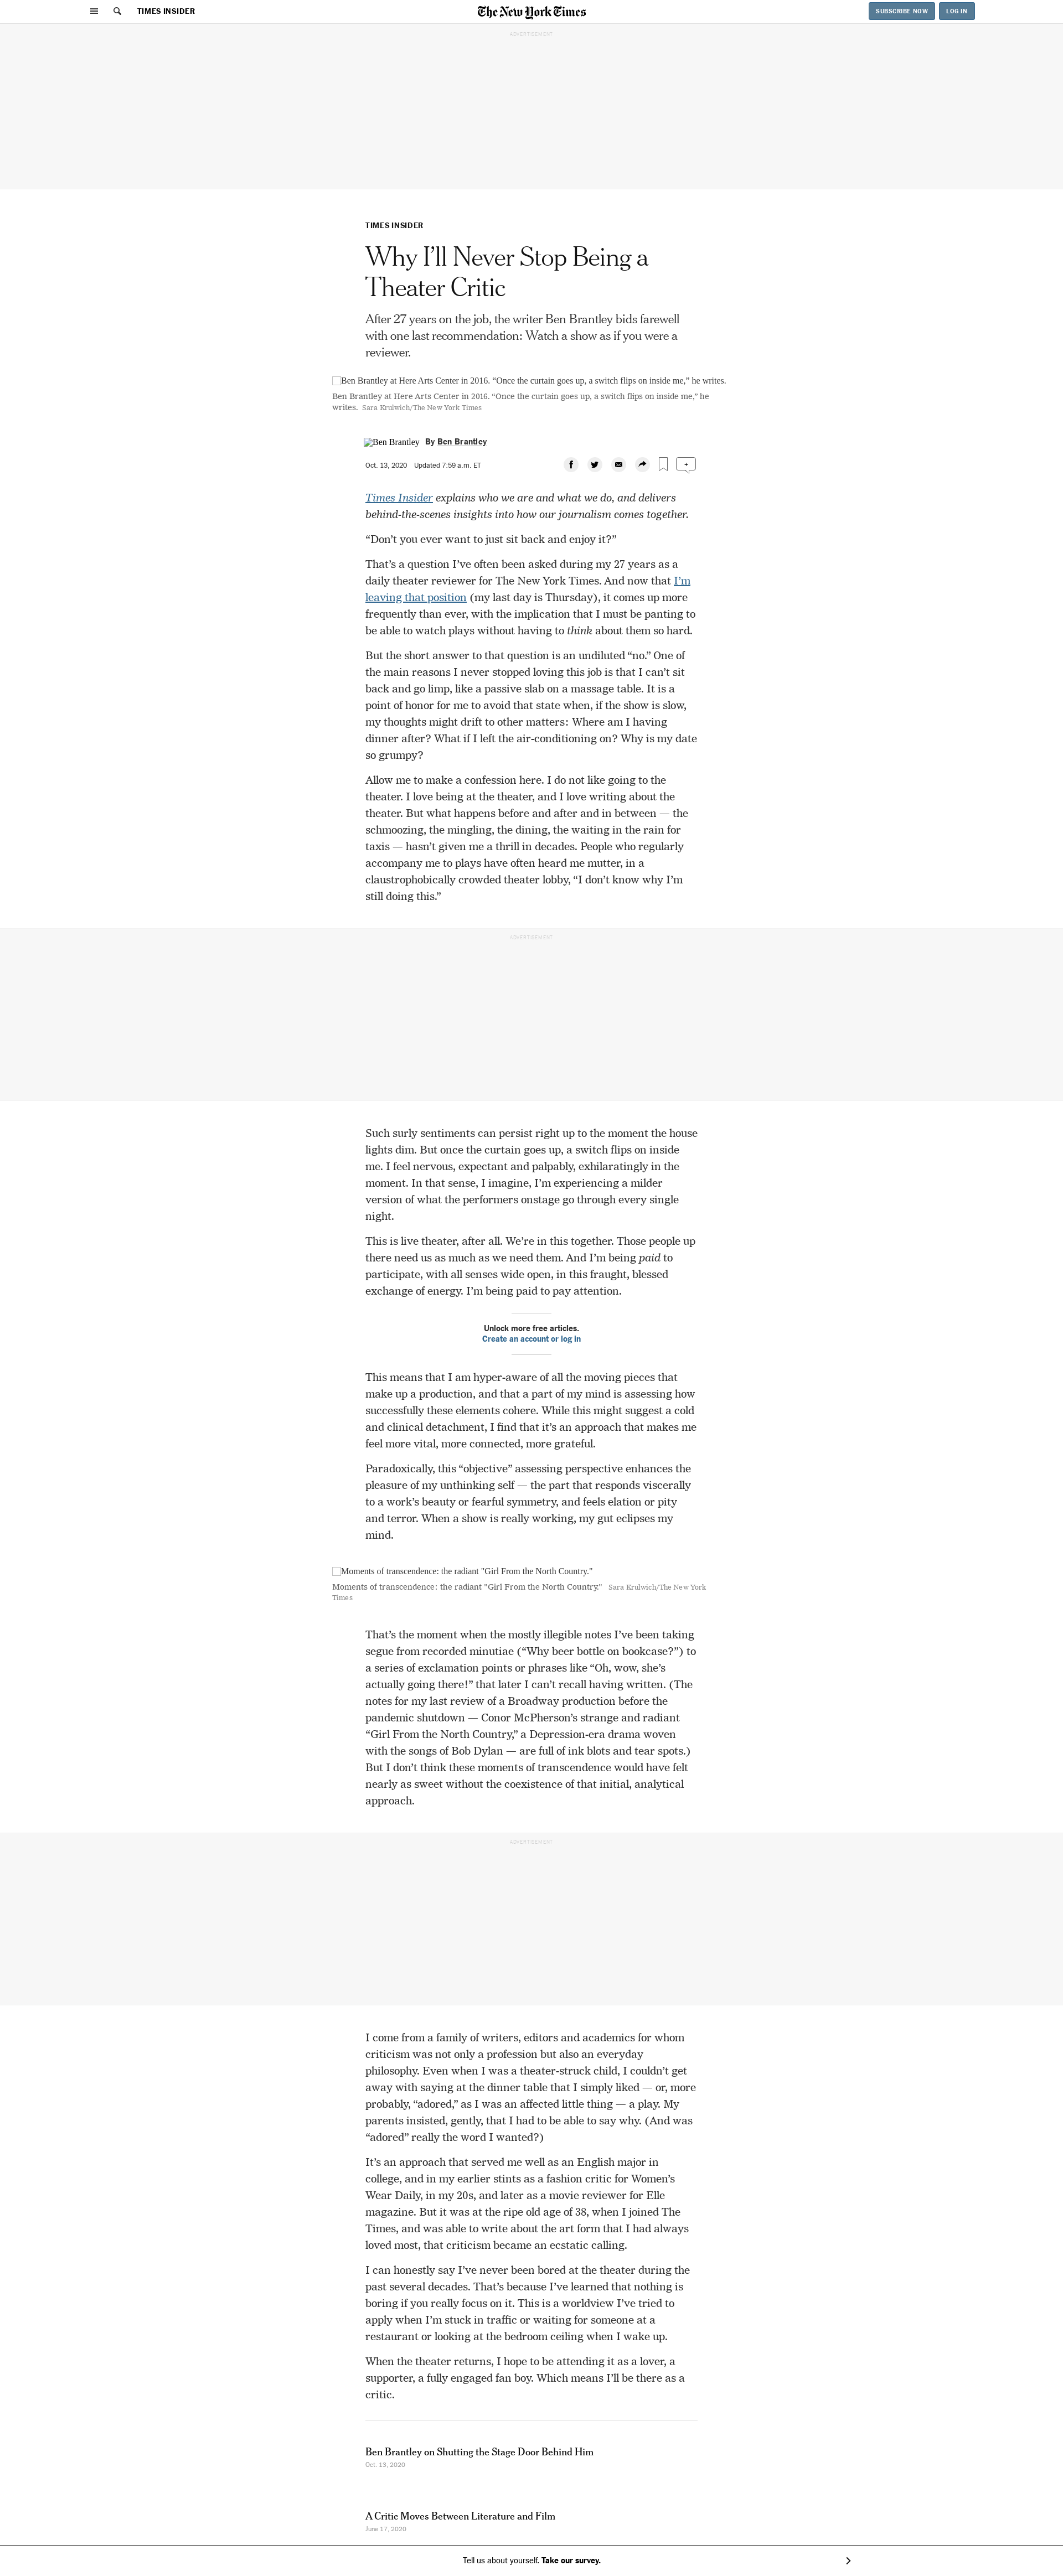 TIMES INSIDER
The New York Times
SUBSCRIBE NOW
LOG IN
ADVERTISEMENT
TIMES INSIDER
Why I’ll Never Stop Being a
Theater Critic
After 27 years on the job, the writer Ben Brantley bids farewell
with one last recommendation: Watch a show as if you were a
reviewer.
Ben Brantley at Here Arts Center in 2016. “Once the curtain goes up, a switch flips on inside me,” he writes.
Ben Brantley at Here Arts Center in 2016. “Once the curtain goes up, a switch flips on inside me,” he
writes. Sara Krulwich/The New York Times
Ben Brantley
By Ben Brantley
Oct. 13, 2020 Updated 7:59 a.m. ET
Times Insider explains who we are and what we do, and delivers
behind-the-scenes insights into how our journalism comes together.
“Don’t you ever want to just sit back and enjoy it?”
That’s a question I’ve often been asked during my 27 years as a
daily theater reviewer for The New York Times. And now that I’m
leaving that position (my last day is Thursday), it comes up more
frequently than ever, with the implication that I must be panting to
be able to watch plays without having to think about them so hard.
But the short answer to that question is an undiluted “no.” One of
the main reasons I never stopped loving this job is that I can’t sit
back and go limp, like a passive slab on a massage table. It is a
point of honor for me to avoid that state when, if the show is slow,
my thoughts might drift to other matters: Where am I having
dinner after? What if I left the air-conditioning on? Why is my date
so grumpy?
Allow me to make a confession here. I do not like going to the
theater. I love being at the theater, and I love writing about the
theater. But what happens before and after and in between — the
schmoozing, the mingling, the dining, the waiting in the rain for
taxis — hasn’t given me a thrill in decades. People who regularly
accompany me to plays have often heard me mutter, in a
claustrophobically crowded theater lobby, “I don’t know why I’m
still doing this.”
ADVERTISEMENT
Such surly sentiments can persist right up to the moment the house
lights dim. But once the curtain goes up, a switch flips on inside
me. I feel nervous, expectant and palpably, exhilaratingly in the
moment. In that sense, I imagine, I’m experiencing a milder
version of what the performers onstage go through every single
night.
This is live theater, after all. We’re in this together. Those people up
there need us as much as we need them. And I’m being paid to
participate, with all senses wide open, in this fraught, blessed
exchange of energy. I’m being paid to pay attention.
Unlock more free articles.
Create an account or log in
This means that I am hyper-aware of all the moving pieces that
make up a production, and that a part of my mind is assessing how
successfully these elements cohere. While this might suggest a cold
and clinical detachment, I find that it’s an approach that makes me
feel more vital, more connected, more grateful.
Paradoxically, this “objective” assessing perspective enhances the
pleasure of my unthinking self — the part that responds viscerally
to a work’s beauty or fearful symmetry, and feels elation or pity
and terror. When a show is really working, my gut eclipses my
mind.
Moments of transcendence: the radiant "Girl From the North Country."
Moments of transcendence: the radiant "Girl From the North Country." Sara Krulwich/The New York
Times
That’s the moment when the mostly illegible notes I’ve been taking
segue from recorded minutiae (“Why beer bottle on bookcase?”) to
a series of exclamation points or phrases like “Oh, wow, she’s
actually going there!” that later I can’t recall having written. (The
notes for my last review of a Broadway production before the
pandemic shutdown — Conor McPherson’s strange and radiant
“Girl From the North Country,” a Depression-era drama woven
with the songs of Bob Dylan — are full of ink blots and tear spots.)
But I don’t think these moments of transcendence would have felt
nearly as sweet without the coexistence of that initial, analytical
approach.
ADVERTISEMENT
I come from a family of writers, editors and academics for whom
criticism was not only a profession but also an everyday
philosophy. Even when I was a theater-struck child, I couldn’t get
away with saying at the dinner table that I simply liked — or, more
probably, “adored,” as I was an affected little thing — a play. My
parents insisted, gently, that I had to be able to say why. (And was
“adored” really the word I wanted?)
It’s an approach that served me well as an English major in
college, and in my earlier stints as a fashion critic for Women’s
Wear Daily, in my 20s, and later as a movie reviewer for Elle
magazine. But it was at the ripe old age of 38, when I joined The
Times, and was able to write about the art form that I had always
loved most, that criticism became an ecstatic calling.
I can honestly say I’ve never been bored at the theater during the
past several decades. That’s because I’ve learned that nothing is
boring if you really focus on it. This is a worldview I’ve tried to
apply when I’m stuck in traffic or waiting for someone at a
restaurant or looking at the bedroom ceiling when I wake up.
When the theater returns, I hope to be attending it as a lover, a
supporter, a fully engaged fan boy. Which means I’ll be there as a
critic.
Ben Brantley on Shutting the Stage Door Behind Him
Oct. 13, 2020
A Critic Moves Between Literature and Film
June 17, 2020
Tell us about yourself. Take our survey.